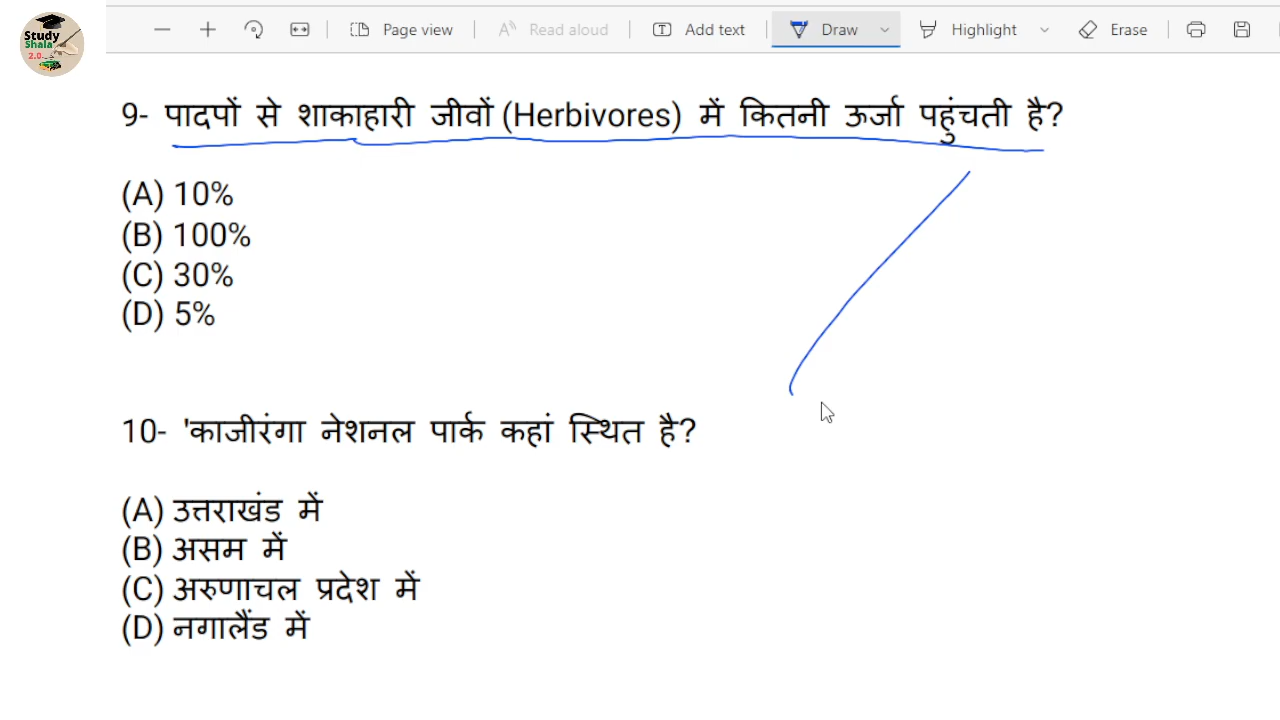 Study
Shala
2.0
Page view
Read aloud
Add text
Draw
Highlight
Erase
9- पादपों से शाकाहारी जीवों (Herbivores) में कितनी ऊर्जा पहुंचती है?
(A) 10%
(B) 100%
(C) 30%
(D) 5%
10- 'काजीरंगा नेशनल पार्क कहां स्थित है?
(A) उत्तराखंड में
(B) असम में
(C) अरुणाचल प्रदेश में
(D) नगालैंड में